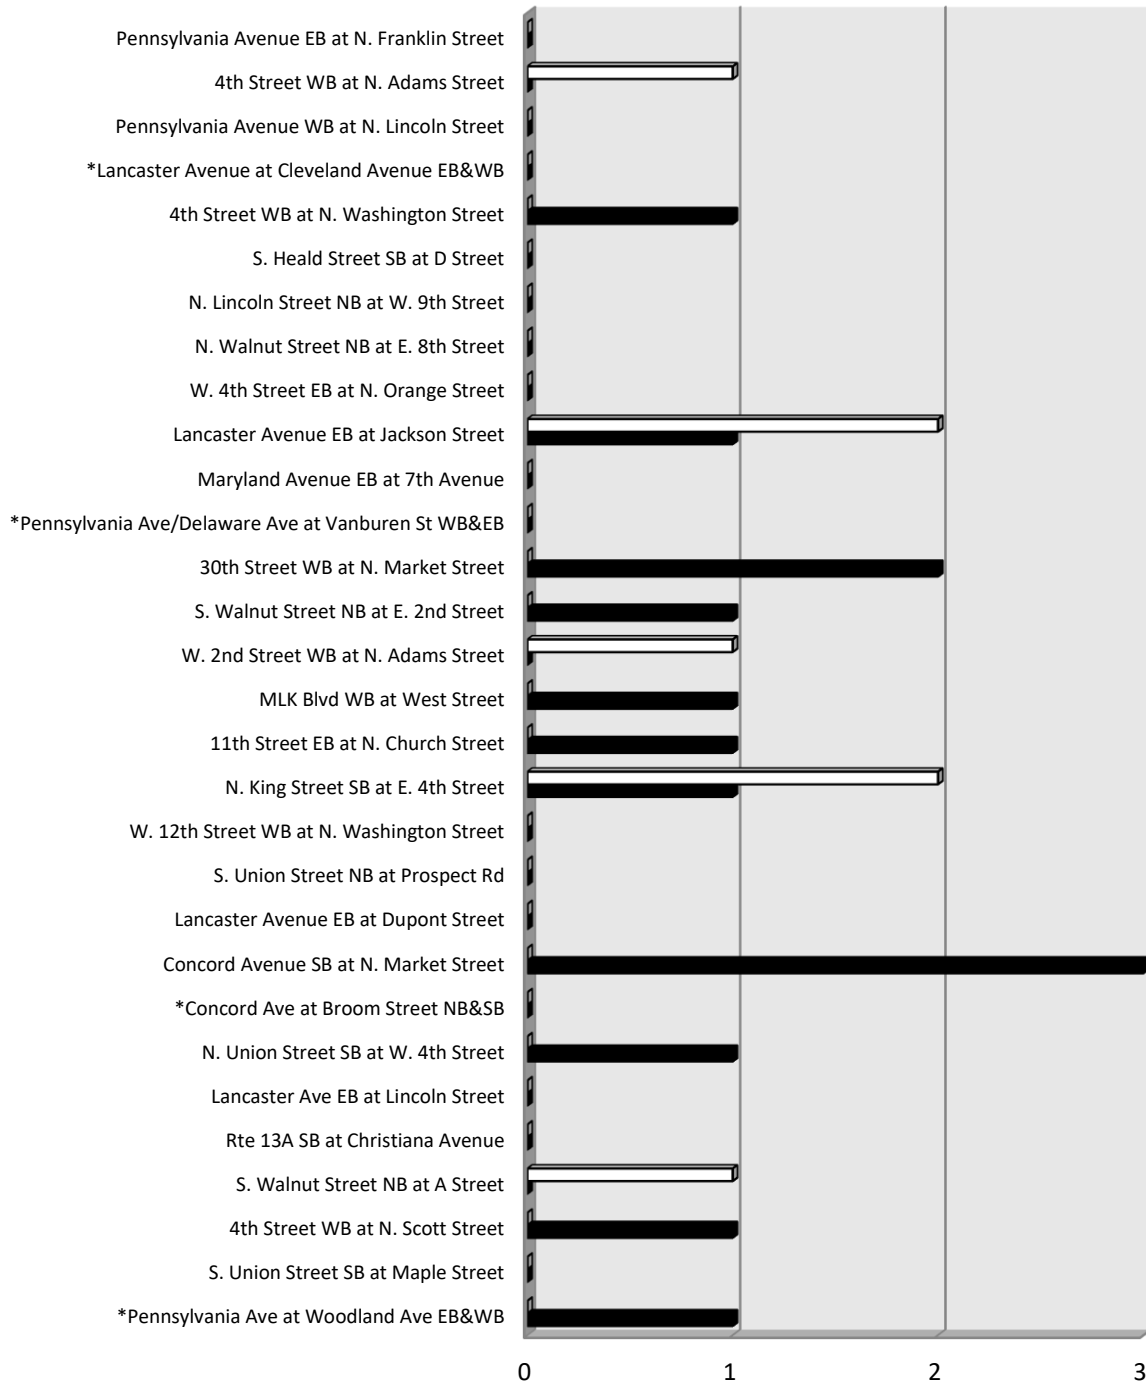 Pennsylvania Avenue EB at N. Franklin Street
4th Street WB at N. Adams Street
Pennsylvania Avenue WB at N. Lincoln Street
*Lancaster Avenue at Cleveland Avenue EB&WB
4th Street WB at N. Washington Street
S. Heald Street SB at D Street
N. Lincoln Street NB at W. 9th Street
N. Walnut Street NB at E. 8th Street
W. 4th Street EB at N. Orange Street
Lancaster Avenue EB at Jackson Street
Maryland Avenue EB at 7th Avenue
*Pennsylvania Ave/Delaware Ave at Vanburen St WB&EB
30th Street WB at N. Market Street
S. Walnut Street NB at E. 2nd Street
W. 2nd Street WB at N. Adams Street
MLK Blvd WB at West Street
11th Street EB at N. Church Street
N. King Street SB at E. 4th Street
W. 12th Street WB at N. Washington Street
S. Union Street NB at Prospect Rd
Lancaster Avenue EB at Dupont Street
Concord Avenue SB at N. Market Street
*Concord Ave at Broom Street NB&SB
N. Union Street SB at W. 4th Street
Lancaster Ave EB at Lincoln Street
Rte 13A SB at Christiana Avenue
S. Walnut Street NB at A Street
4th Street WB at N. Scott Street
S. Union Street SB at Maple Street
*Pennsylvania Ave at Woodland Ave EB&WB
0 1 2 3